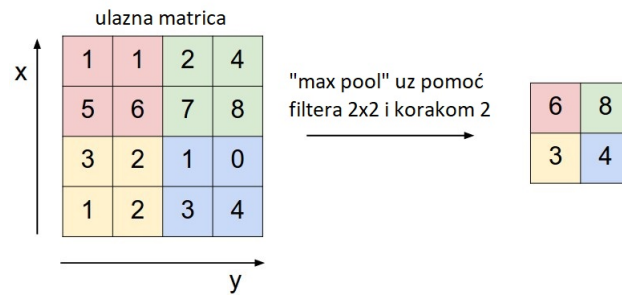 ulazna matrica
x
1 1 2 4
5 6 7 8
3 2 1 0
1 2 3 4
y
"max pool" uz pomoć
filtera 2x2 i korakom 2
6 8
3 4